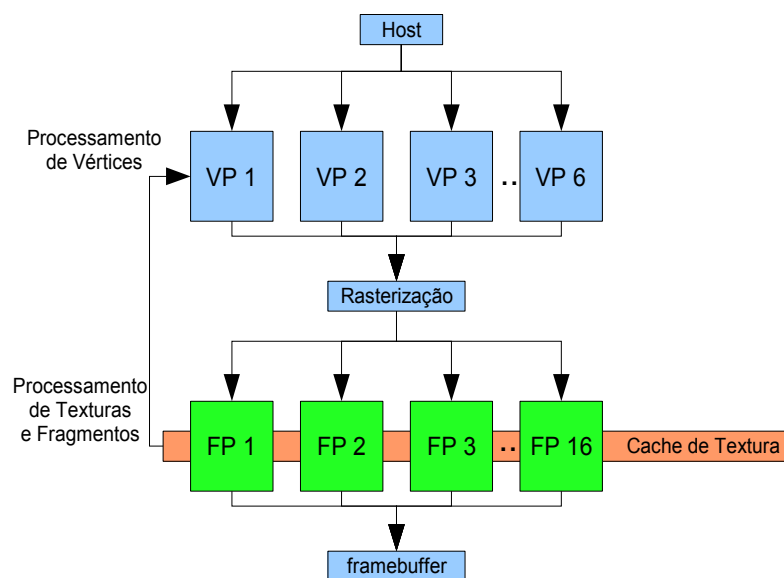 Host
Processamento
de Vértices
VP 1
VP 2
VP 3
..
VP 6
Rasterização
Processamento
de Texturas
e Fragmentos
FP 1
FP 2
FP 3
..
FP 16
Cache de Textura
framebuffer